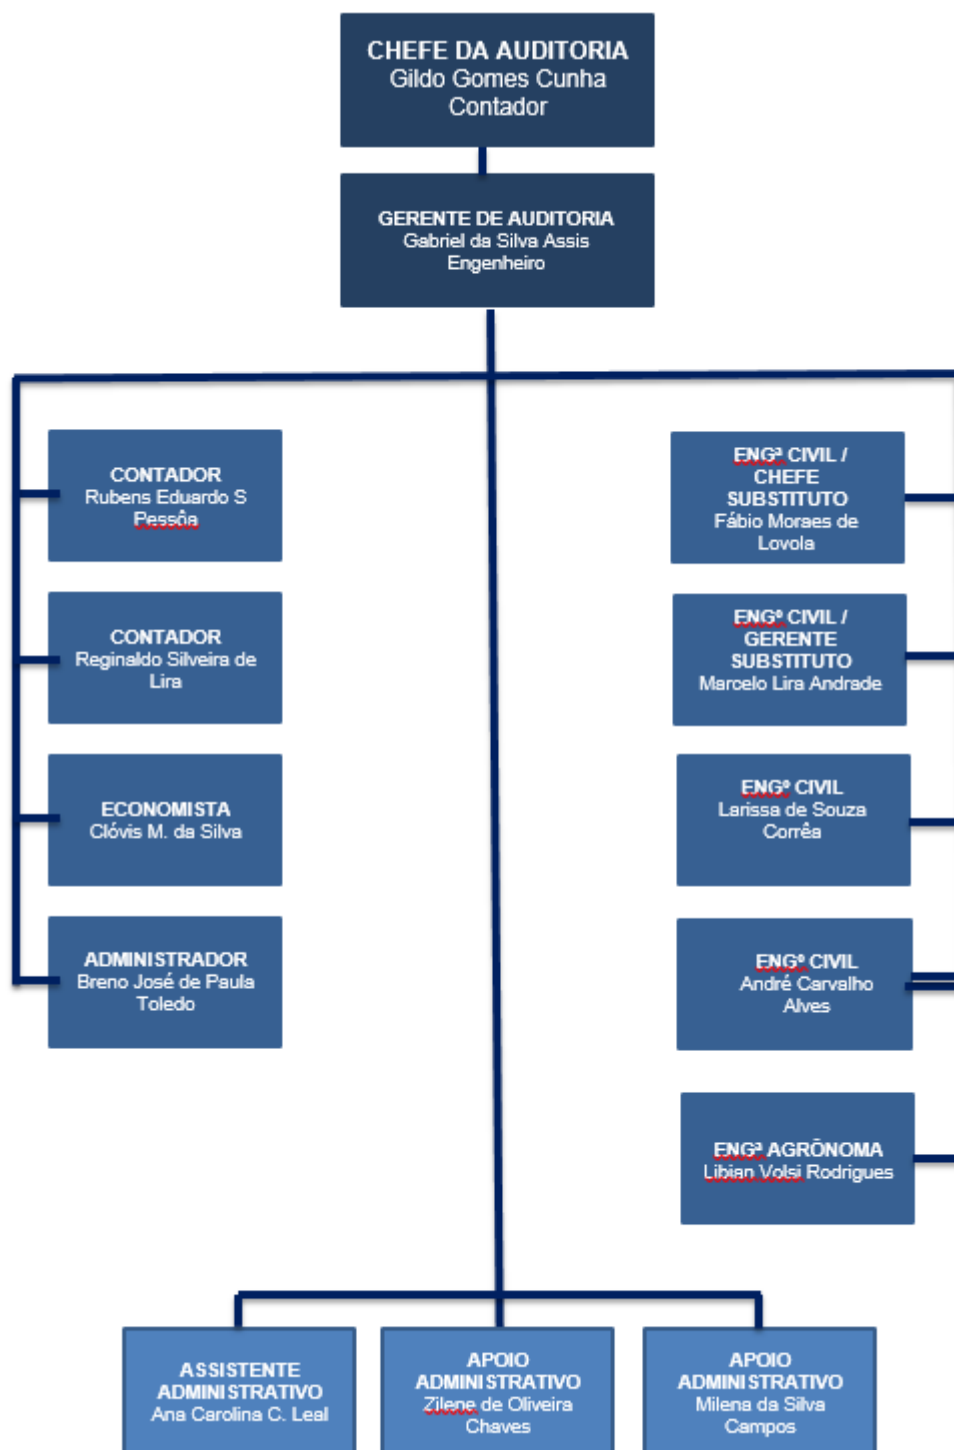 CHEFE DA AUDITORIA
Gildo Gomes Cunha
Contador
GERENTE DE AUDITORIA
Gabriel da Silva Assis
Engenheiro
CONTADOR
Rubens Eduardo S
Pessôa
CONTADOR
Reginaldo Silveira de
Lira
ECONOMISTA
Clóvis M. da Silva
ADMINISTRADOR
Breno José de Paula
Toledo
ENGª CIVIL /
CHEFE
SUBSTITUTO
Fábio Moraes de
Lovola
ENGº CIVIL /
GERENTE
SUBSTITUTO
Marcelo Lira Andrade
ENGº CIVIL
Larissa de Souza
Corrêa
ENGº CIVIL
André Carvalho
Alves
ENGª AGRÔNOMA
Libian Volsi Rodrigues
ASSISTENTE
ADMINISTRATIVO
Ana Carolina C. Leal
APOIO
ADMINISTRATIVO
Zilene de Oliveira
Chaves
APOIO
ADMINISTRATIVO
Milena da Silva
Campos